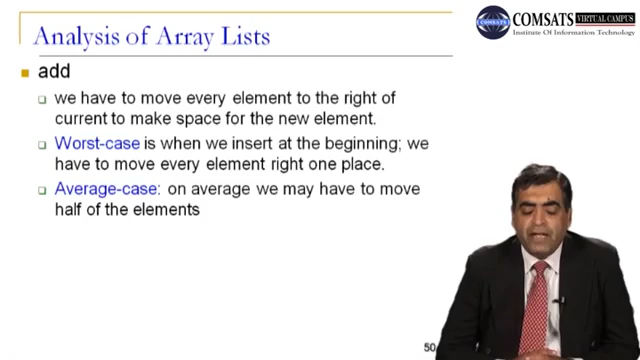 COMSATS VIRTUAL CAMPUS
Institute Of Information Technology
Analysis of Array Lists
add
we have to move every element to the right of
current to make space for the new element.
Worst-case is when we insert at the beginning; we
have to move every element right one place.
Average-case: on average we may have to move
half of the elements
50